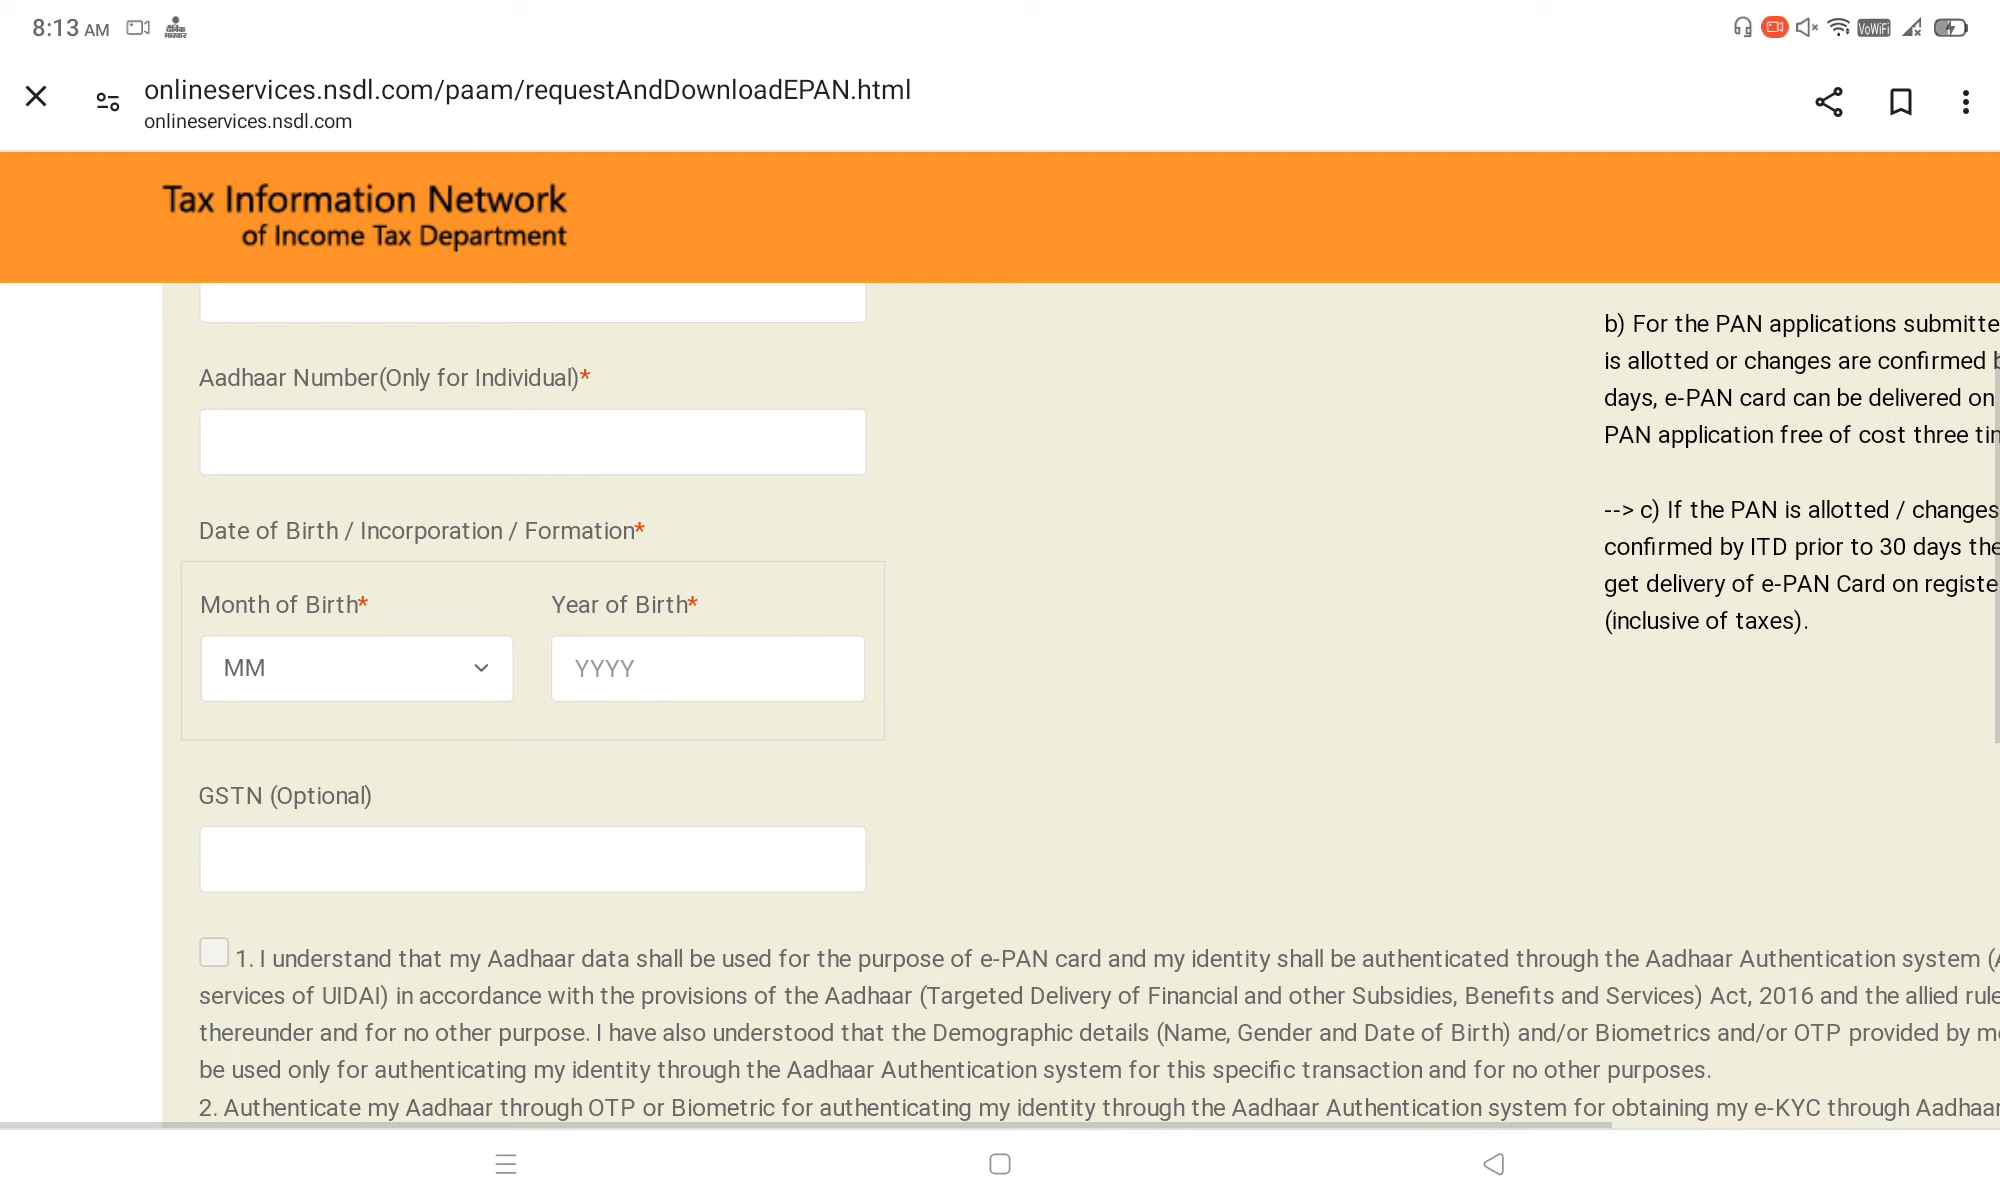 8:13 AM
दैनिक
भास्कर
VoWiFi
onlineservices.nsdl.com/paam/requestAndDownloadEPAN.html
onlineservices.nsdl.com
Tax Information Network
of Income Tax Department
b) For the PAN applications submitte
is allotted or changes are confirmed b
days, e-PAN card can be delivered on
PAN application free of cost three tim
--> c) If the PAN is allotted / changes
confirmed by ITD prior to 30 days the
get delivery of e-PAN Card on registe
(inclusive of taxes).
Aadhaar Number(Only for Individual)*
Date of Birth / Incorporation / Formation*
Month of Birth* Year of Birth*
MM YYYY
GSTN (Optional)
1. I understand that my Aadhaar data shall be used for the purpose of e-PAN card and my identity shall be authenticated through the Aadhaar Authentication system (A
services of UIDAI) in accordance with the provisions of the Aadhaar (Targeted Delivery of Financial and other Subsidies, Benefits and Services) Act, 2016 and the allied rule
thereunder and for no other purpose. I have also understood that the Demographic details (Name, Gender and Date of Birth) and/or Biometrics and/or OTP provided by m
be used only for authenticating my identity through the Aadhaar Authentication system for this specific transaction and for no other purposes.
2. Authenticate my Aadhaar through OTP or Biometric for authenticating my identity through the Aadhaar Authentication system for obtaining my e-KYC through Aadhaar